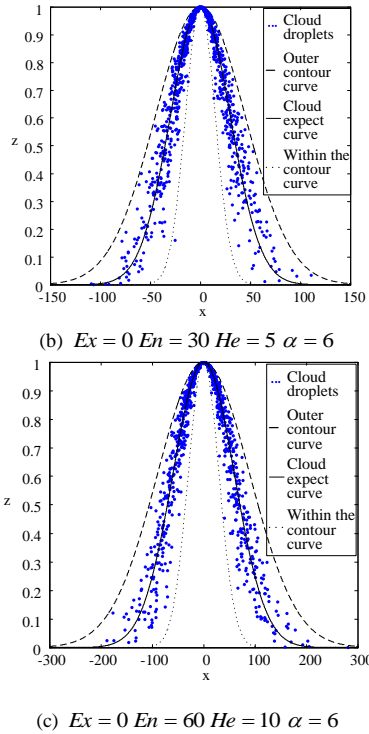 1
0.9
0.8
0.7
0.6
0.5
0.4
0.3
0.2
0.1
0
z
-150
-100
-50
0
50
100
150
x
Cloud
droplets
Outer
contour
curve
Cloud
expect
curve
Within the
contour
curve
(b) Ex = 0 En = 30 He = 5 α = 6
1
0.9
0.8
0.7
0.6
0.5
0.4
0.3
0.2
0.1
0
z
-300
-200
-100
0
100
200
300
x
Cloud
droplets
Outer
contour
curve
Cloud
expect
curve
Within the
contour
curve
(c) Ex = 0 En = 60 He = 10 α = 6